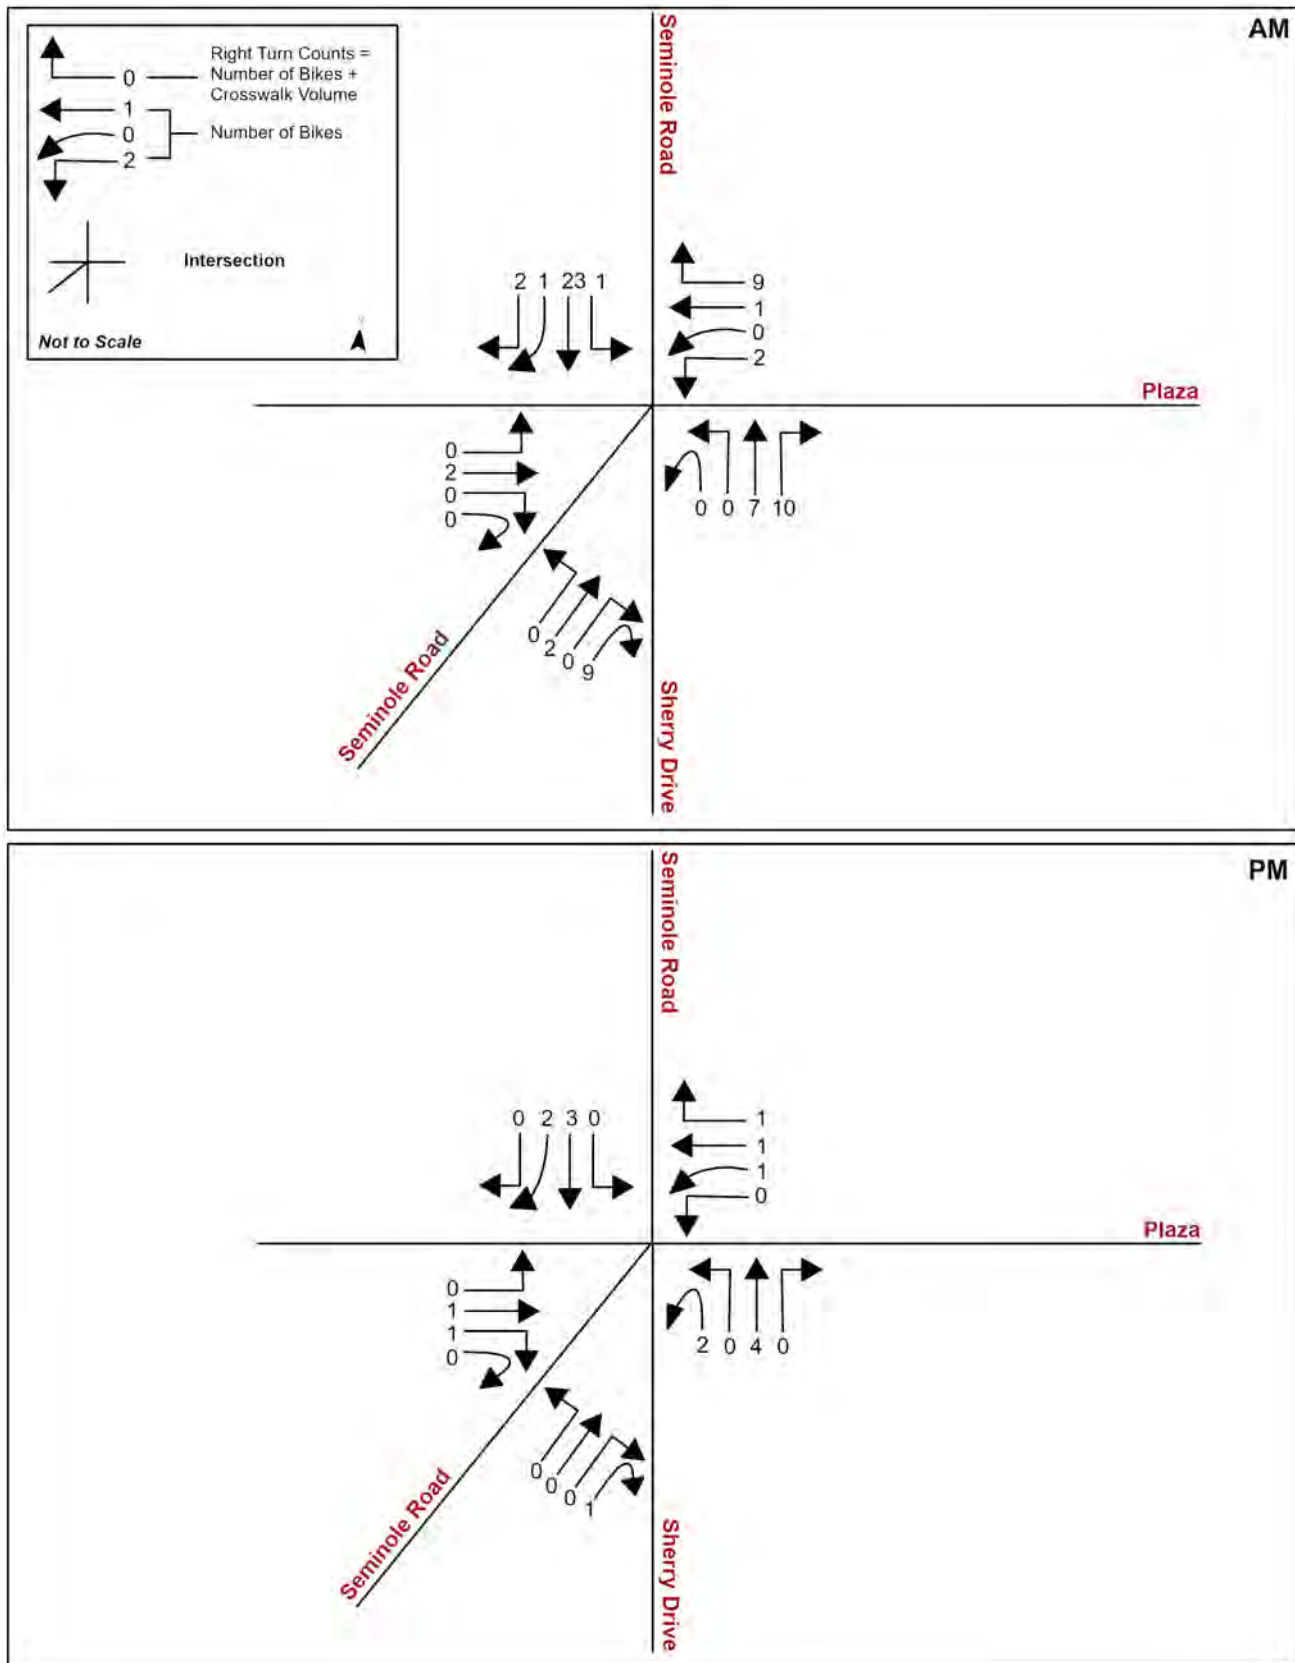 AM
Right Turn Counts =
Number of Bikes +
Crosswalk Volume
0
1
0
2
Number of Bikes
Intersection
Not to Scale
Seminole Road
2 1 23 1
9
1
0
2
Plaza
0
2
0
0
0 0 7 10
0
2
0
9
Seminole Road
Sherry Drive
PM
Seminole Road
0 2 3 0
1
1
1
0
Plaza
0
1
1
0
2 0 4 0
0
0
0
1
Seminole Road
Sherry Drive